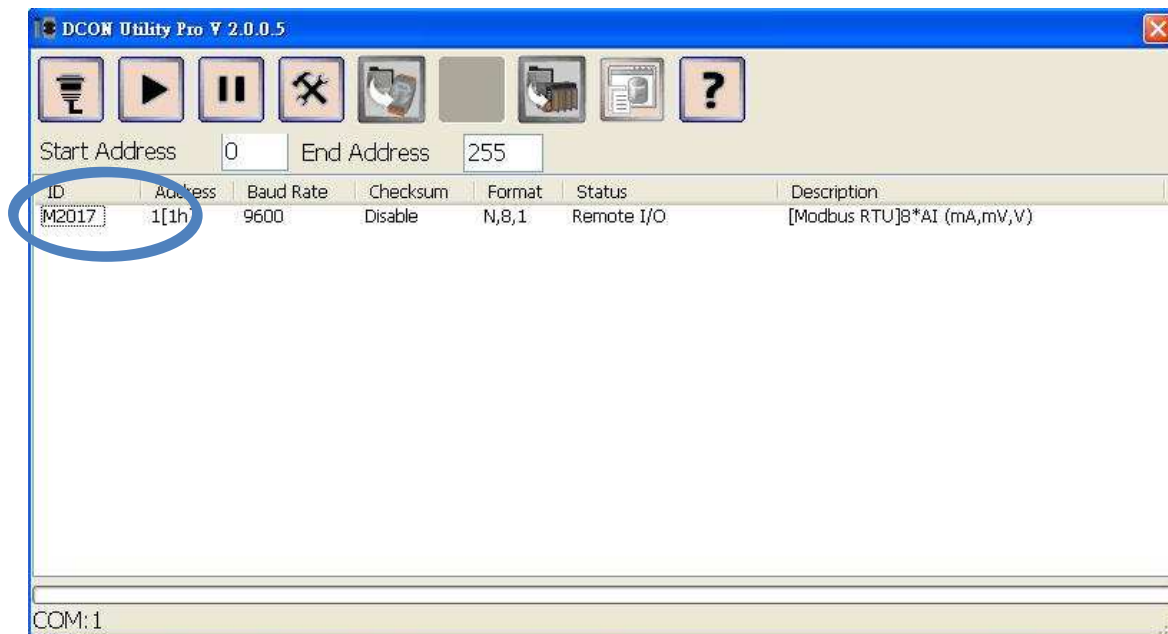 DCON Utility Pro V 2.0.0.5
?
Start Address 0 End Address 255
ID Address Baud Rate Checksum Format Status Description
M2017 1[1h] 9600 Disable N,8,1 Remote I/O [Modbus RTU]8*AI (mA,mV,V)
COM:1